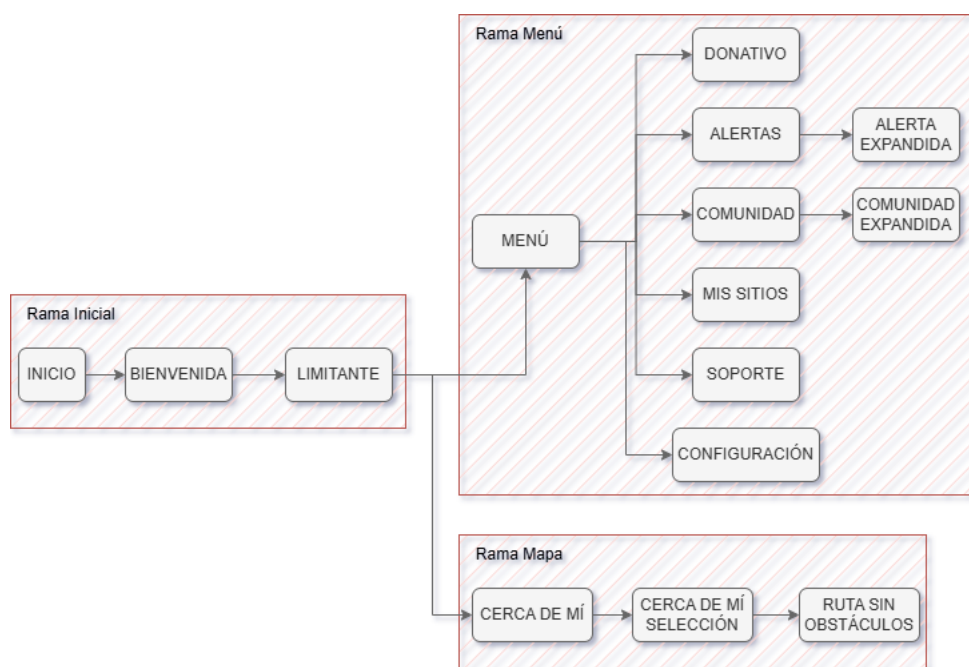 Rama Menú
DONATIVO
ALERTAS
ALERTA
EXPANDIDA
COMUNIDAD
COMUNIDAD
EXPANDIDA
MENÚ
MIS SITIOS
SOPORTE
CONFIGURACIÓN
Rama Inicial
INICIO
BIENVENIDA
LIMITANTE
Rama Mapa
CERCA DE MÍ
CERCA DE MÍ
SELECCIÓN
RUTA SIN
OBSTÁCULOS